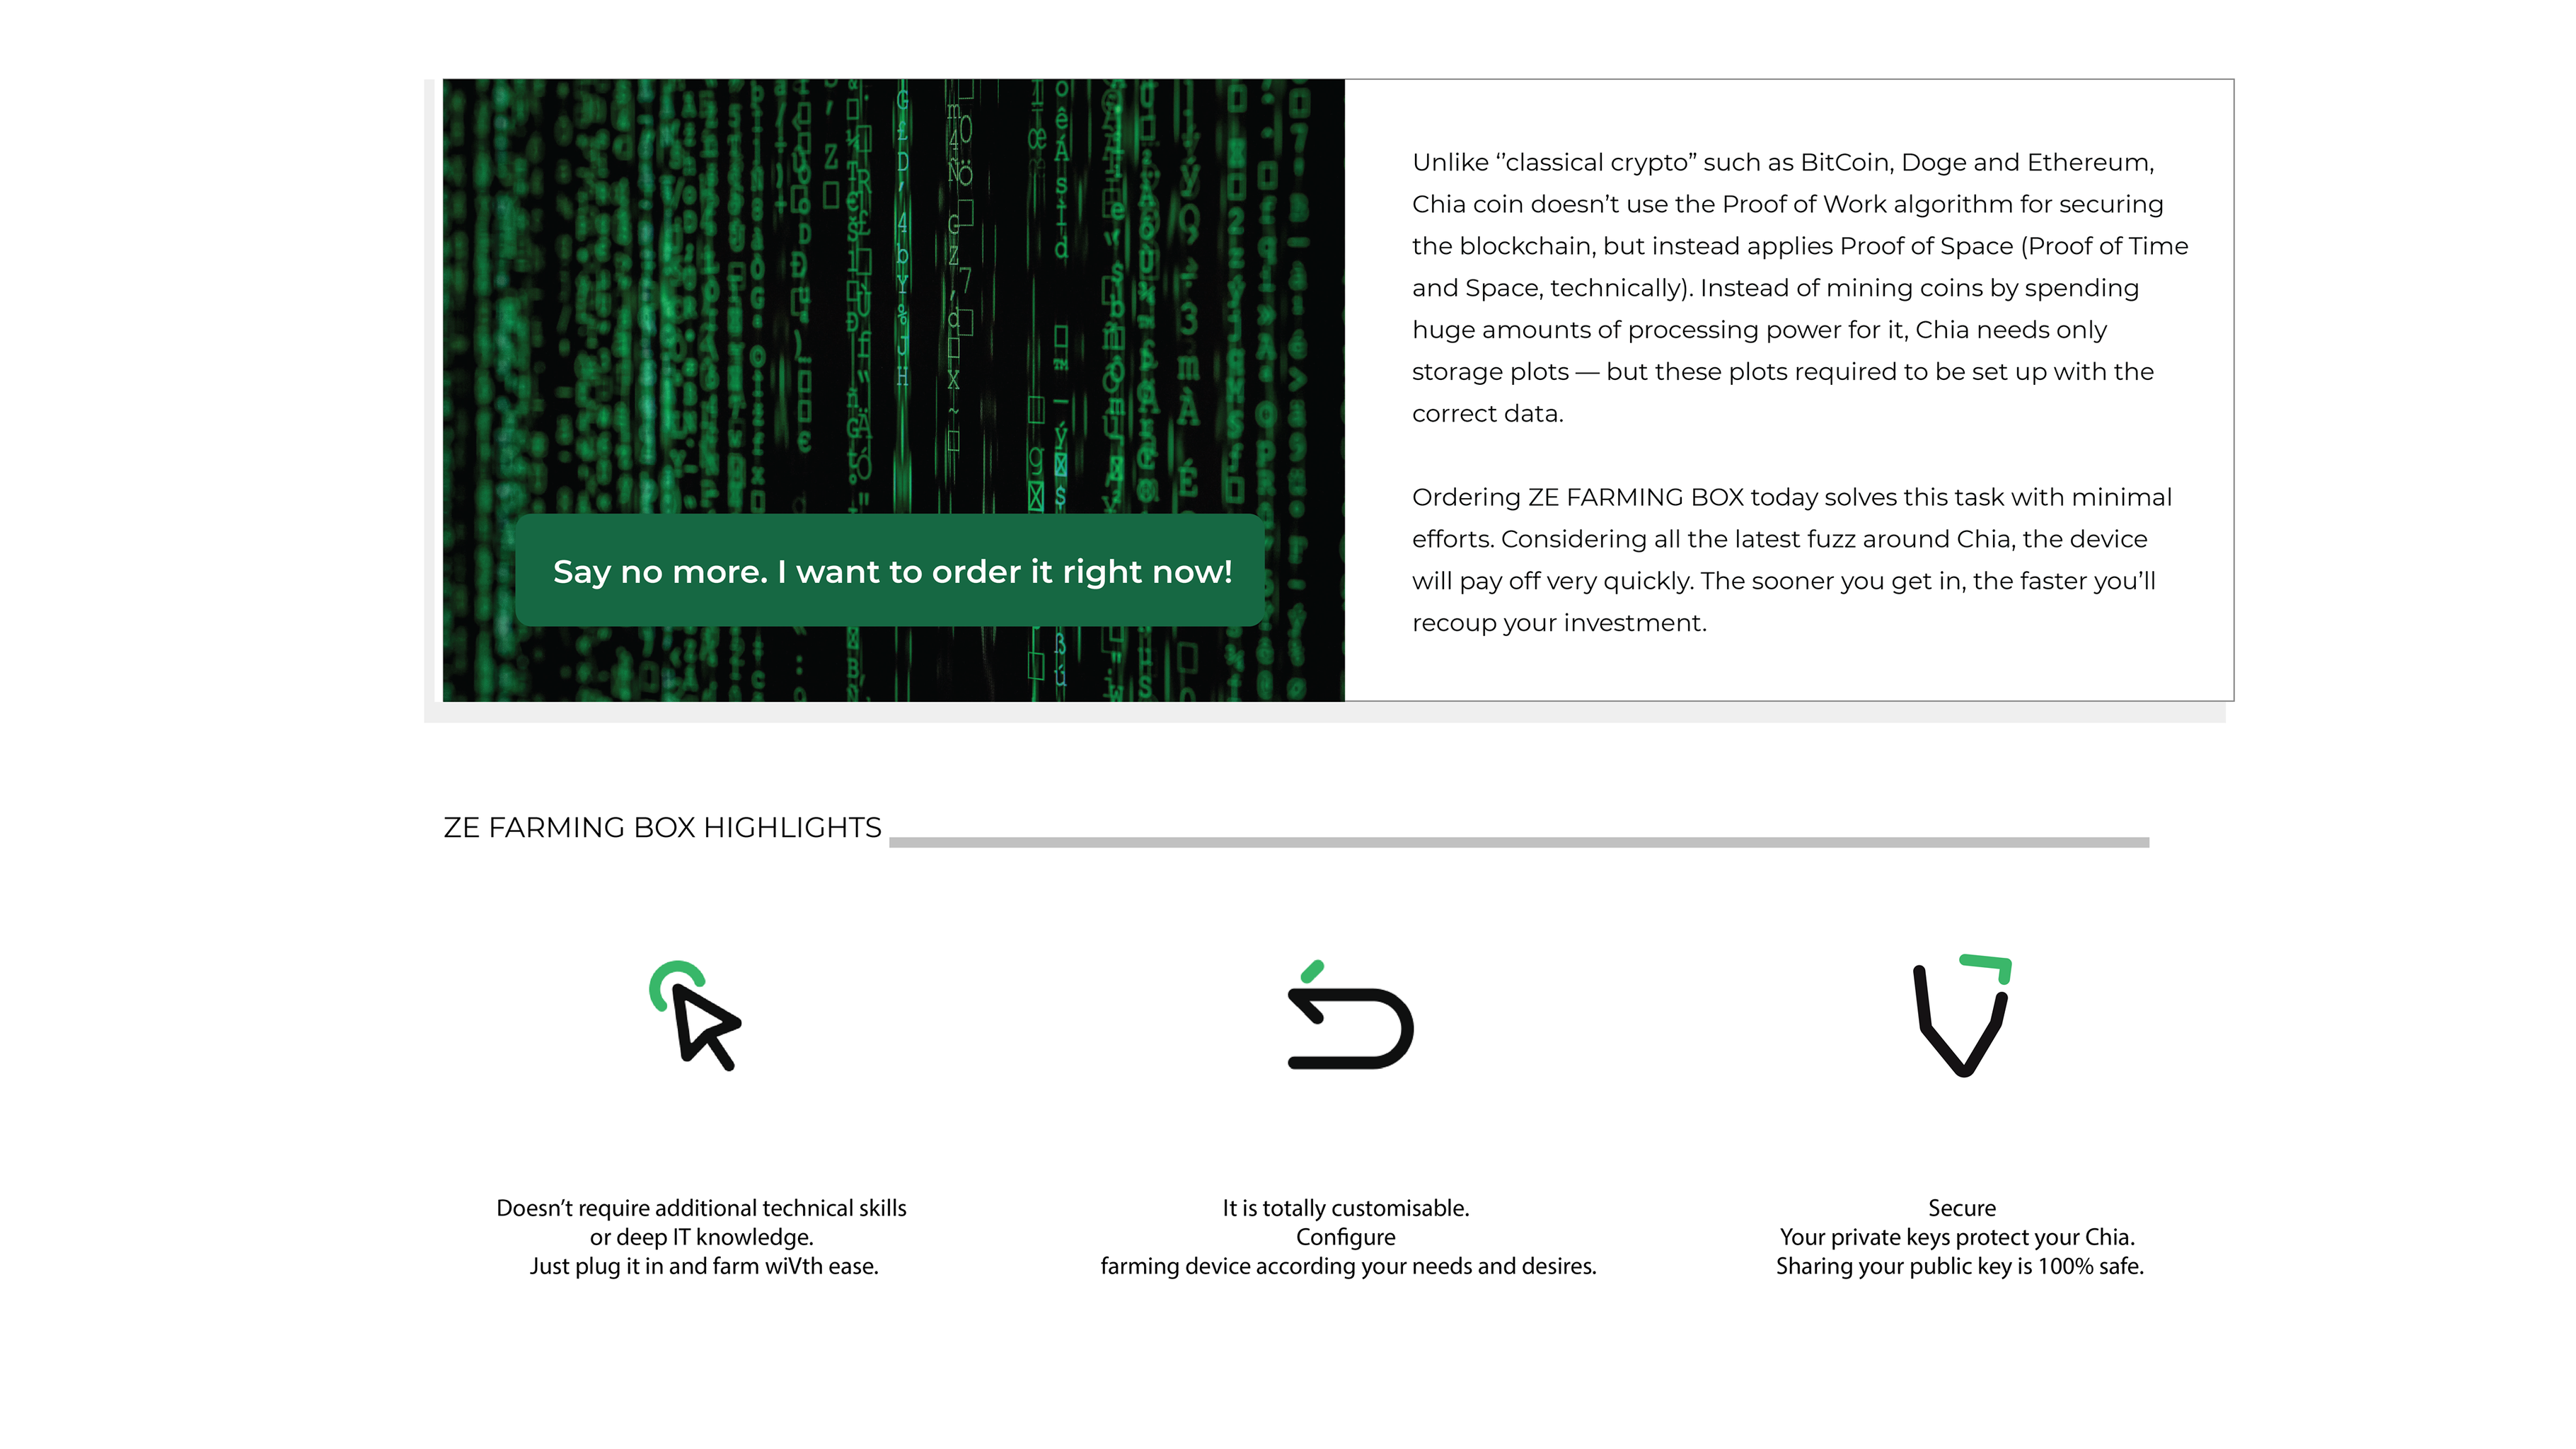 Say no more. I want to order it right now!
Unlike ‘’classical crypto” such as BitCoin, Doge and Ethereum,
Chia coin doesn’t use the Proof of Work algorithm for securing
the blockchain, but instead applies Proof of Space (Proof of Time
and Space, technically). Instead of mining coins by spending
huge amounts of processing power for it, Chia needs only
storage plots — but these plots required to be set up with the
correct data.
Ordering ZE FARMING BOX today solves this task with minimal
efforts. Considering all the latest fuzz around Chia, the device
will pay off very quickly. The sooner you get in, the faster you’ll
recoup your investment.
ZE FARMING BOX HIGHLIGHTS
Doesn’t require additional technical skills
or deep IT knowledge.
Just plug it in and farm wiVth ease.
It is totally customisable.
Configure
farming device according your needs and desires.
Secure
Your private keys protect your Chia.
Sharing your public key is 100% safe.